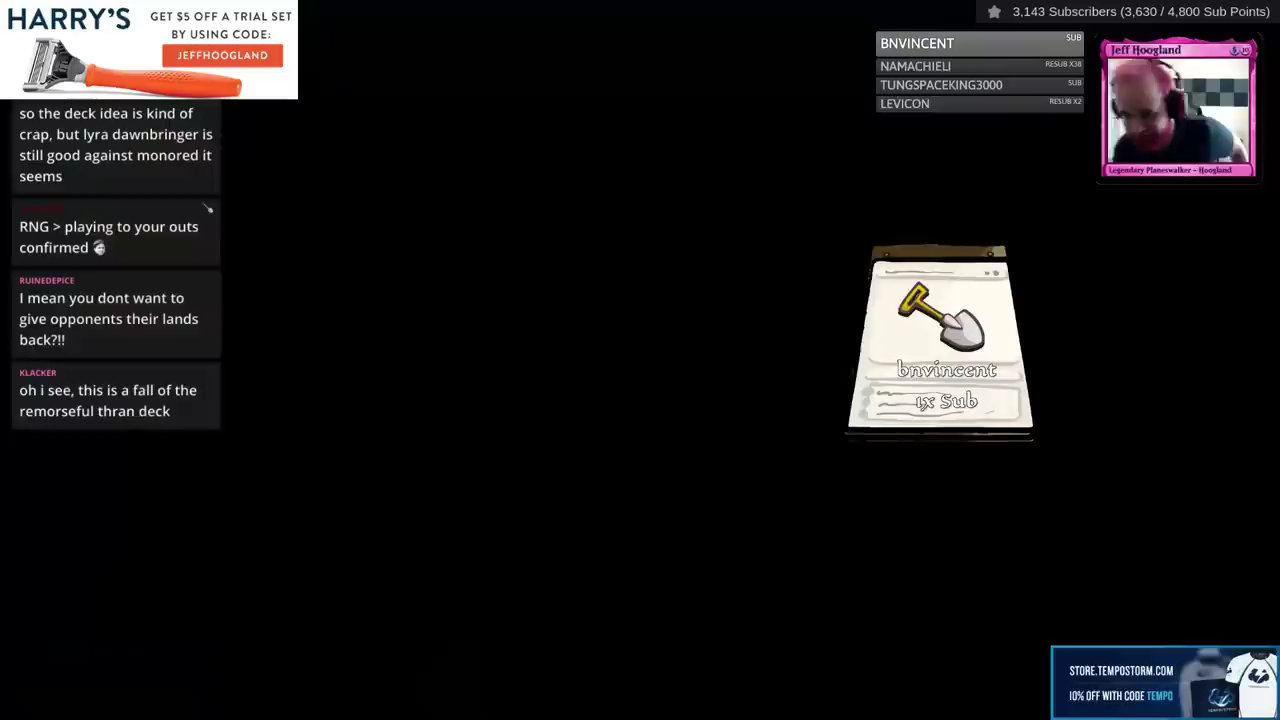 HARRY'S
GET $5 OFF A TRIAL SET
BY USING CODE:
JEFFHOOGLAND
so the deck idea is kind of
crap, but lyra dawnbringer is
still good against monored it
seems
RNG > playing to your outs
confirmed
RUINEDEPICE
I mean you dont want to
give opponents their lands
back?!!
KLACKER
oh i see, this is a fall of the
remorseful thran deck
3,143 Subscribers (3,630 / 4,800 Sub Points)
BNVINCENT SUB
NAMACHIELI RESUB X38
TUNGSPACEKING3000 SUB
LEVICON RESUB X2
Jeff Hoogland
Legendary Planeswalker – Hoogland
bnvincent
1x Sub
STORE.TEMPOSTORM.COM
10% OFF WITH CODE TEMPO